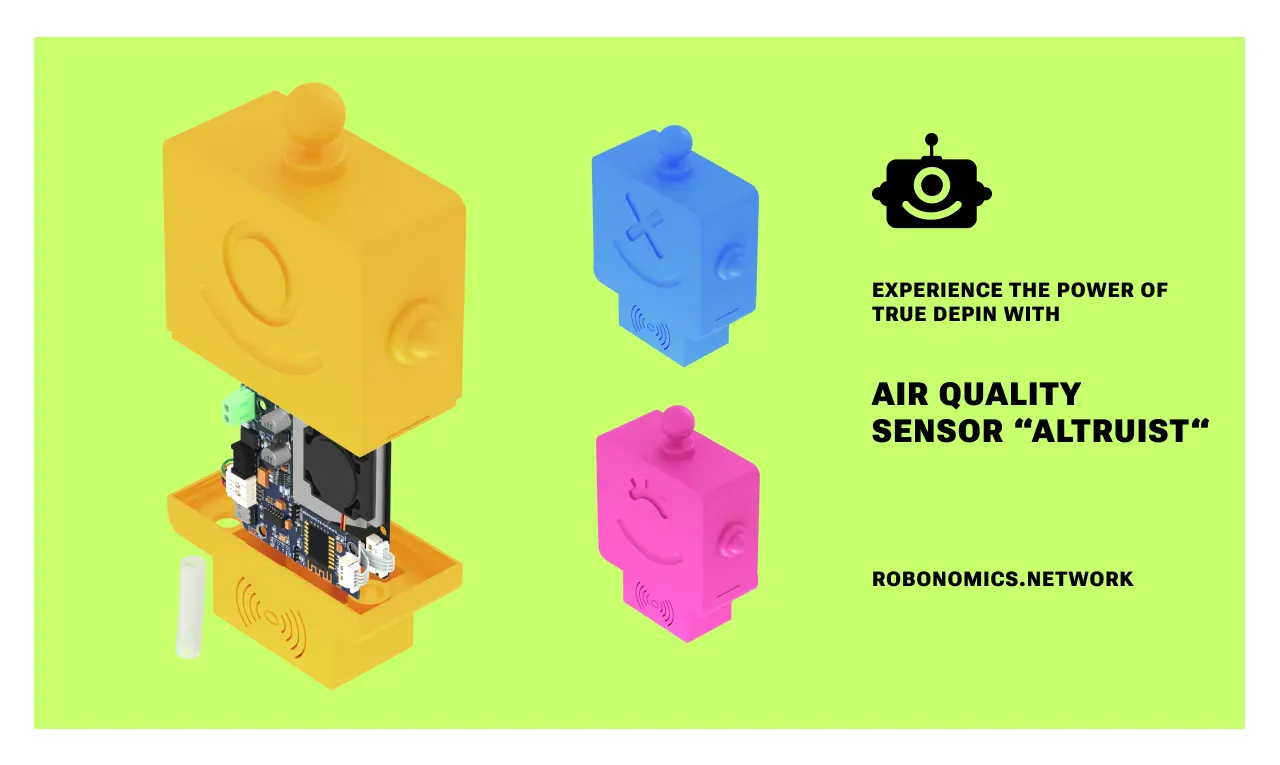 EXPERIENCE THE POWER OF
TRUE DEPIN WITH
AIR QUALITY
SENSOR “ALTRUIST“
ROBONOMICS.NETWORK